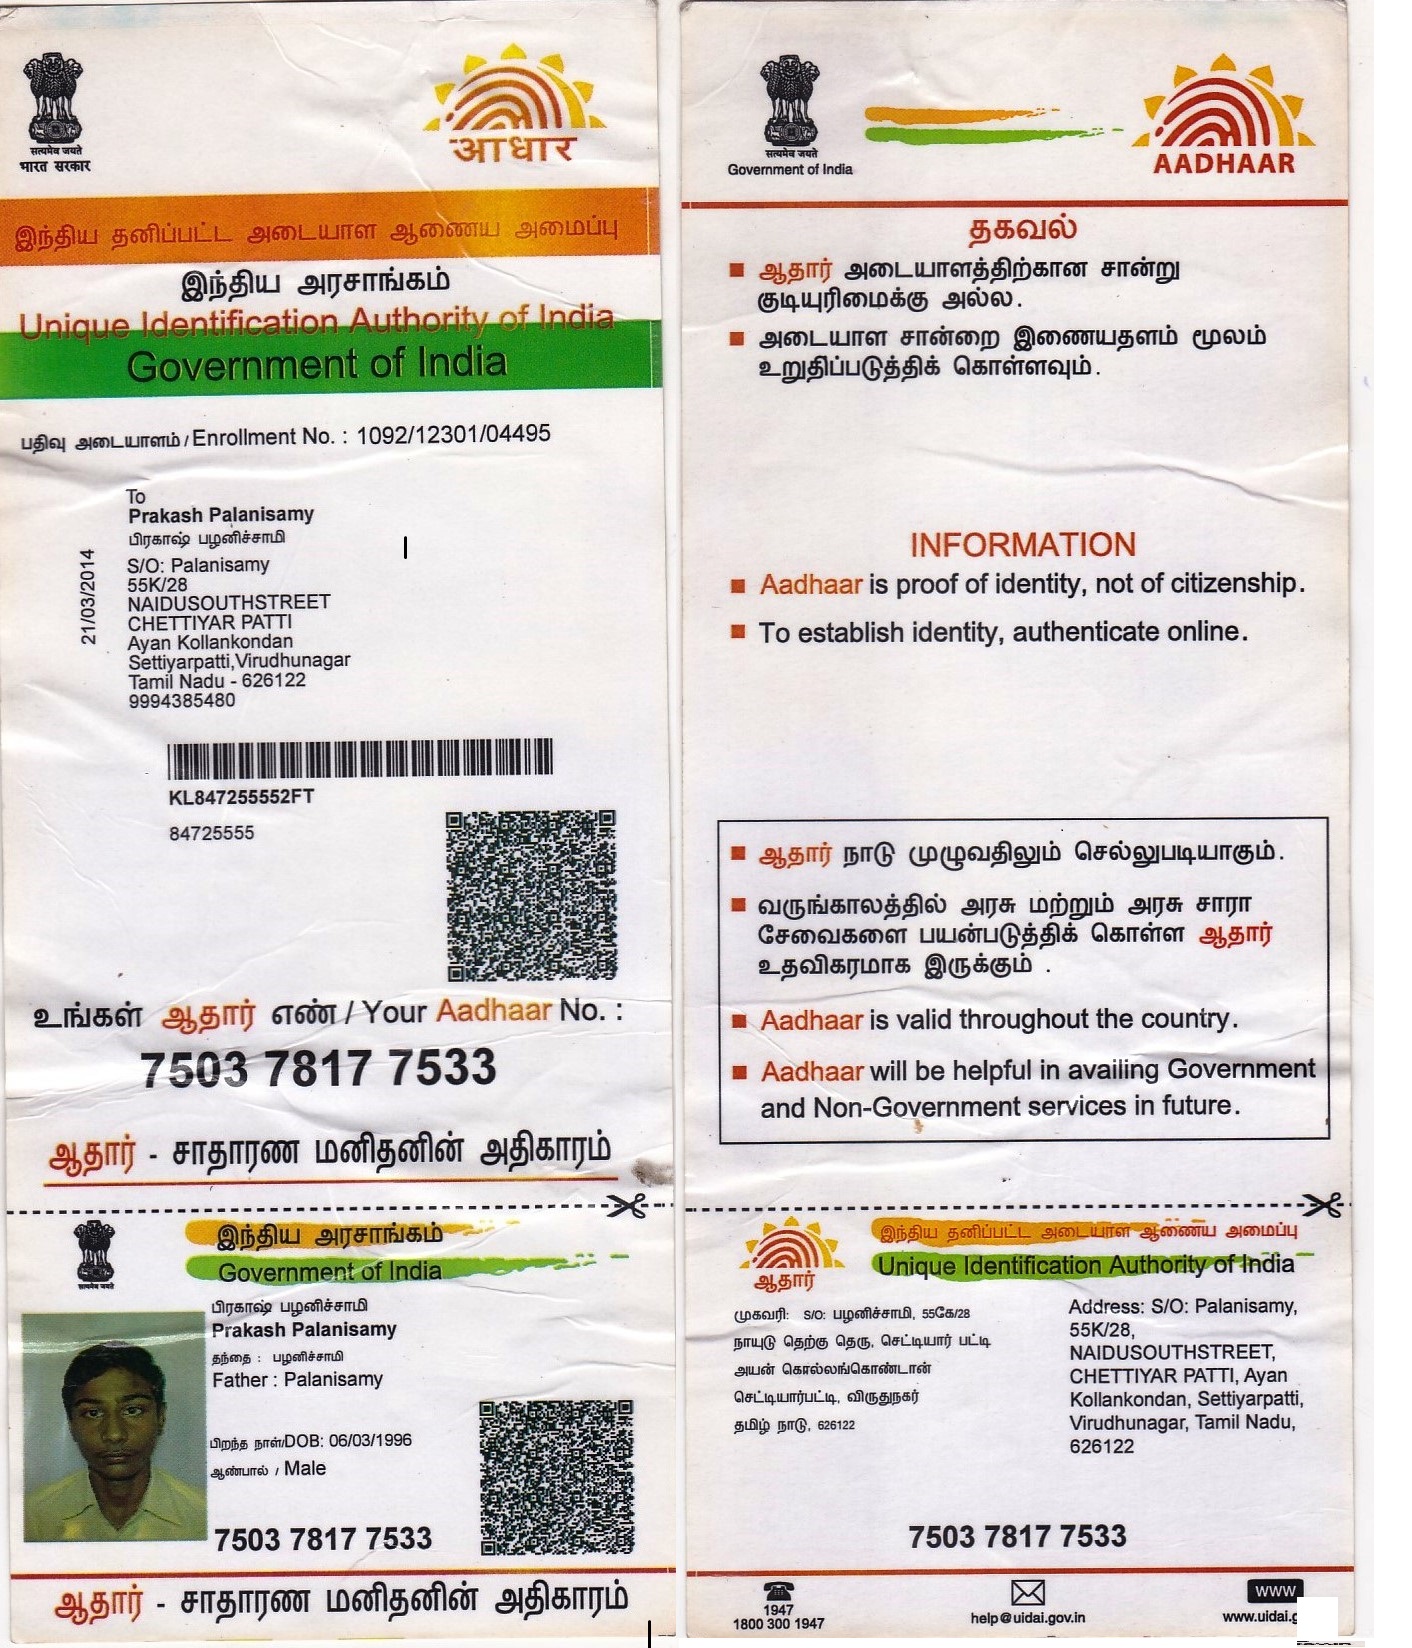 सत्यमेव जयते
भारत सरकार
आधार
இந்திய தனிப்பட்ட அடையாள ஆணைய அமைப்பு
இந்திய அரசாங்கம்
Unique Identification Authority of India
Government of India
பதிவு அடையாளம் / Enrollment No. : 1092/12301/04495
21/03/2014
To
Prakash Palanisamy
பிரகாஷ் பழனிச்சாமி
S/O: Palanisamy
55K/28
NAIDUSOUTHSTREET
CHETTIYAR PATTI
Ayan Kollankondan
Settiyarpatti,Virudhunagar
Tamil Nadu - 626122
9994385480
KL847255552FT
84725555
உங்கள் ஆதார் எண் / Your Aadhaar No. :
7503 7817 7533
ஆதார் - சாதாரண மனிதனின் அதிகாரம்
सत्यमेव जयते
இந்திய அரசாங்கம்
Government of India
பிரகாஷ் பழனிச்சாமி
Prakash Palanisamy
தந்தை : பழனிச்சாமி
Father : Palanisamy
பிறந்த நாள்/DOB: 06/03/1996
ஆண்பால் / Male
7503 7817 7533
ஆதார் - சாதாரண மனிதனின் அதிகாரம்
सत्यमेव जयते
Government of India
AADHAAR
தகவல்
ஆதார் அடையாளத்திற்கான சான்று
குடியுரிமைக்கு அல்ல.
அடையாள சான்றை இணையதளம் மூலம்
உறுதிப்படுத்திக் கொள்ளவும்.
INFORMATION
Aadhaar is proof of identity, not of citizenship.
To establish identity, authenticate online.
ஆதார் நாடு முழுவதிலும் செல்லுபடியாகும்.
வருங்காலத்தில் அரசு மற்றும் அரசு சாரா
சேவைகளை பயன்படுத்திக் கொள்ள ஆதார்
உதவிகரமாக இருக்கும் .
Aadhaar is valid throughout the country.
Aadhaar will be helpful in availing Government
and Non-Government services in future.
ஆதார்
இந்திய தனிப்பட்ட அடையாள ஆணைய அமைப்பு
Unique Identification Authority of India
முகவரி: S/O: பழனிச்சாமி, 55கே/28
நாயுடு தெற்கு தெரு, செட்டியார் பட்டி
அயன் கொல்லங்கொண்டான்
செட்டியார்பட்டி, விருதுநகர்
தமிழ் நாடு, 626122
Address: S/O: Palanisamy,
55K/28,
NAIDUSOUTHSTREET,
CHETTIYAR PATTI, Ayan
Kollankondan, Settiyarpatti,
Virudhunagar, Tamil Nadu,
626122
7503 7817 7533
1947
1800 300 1947
help@uidai.gov.in
WWW
www.uidai.g